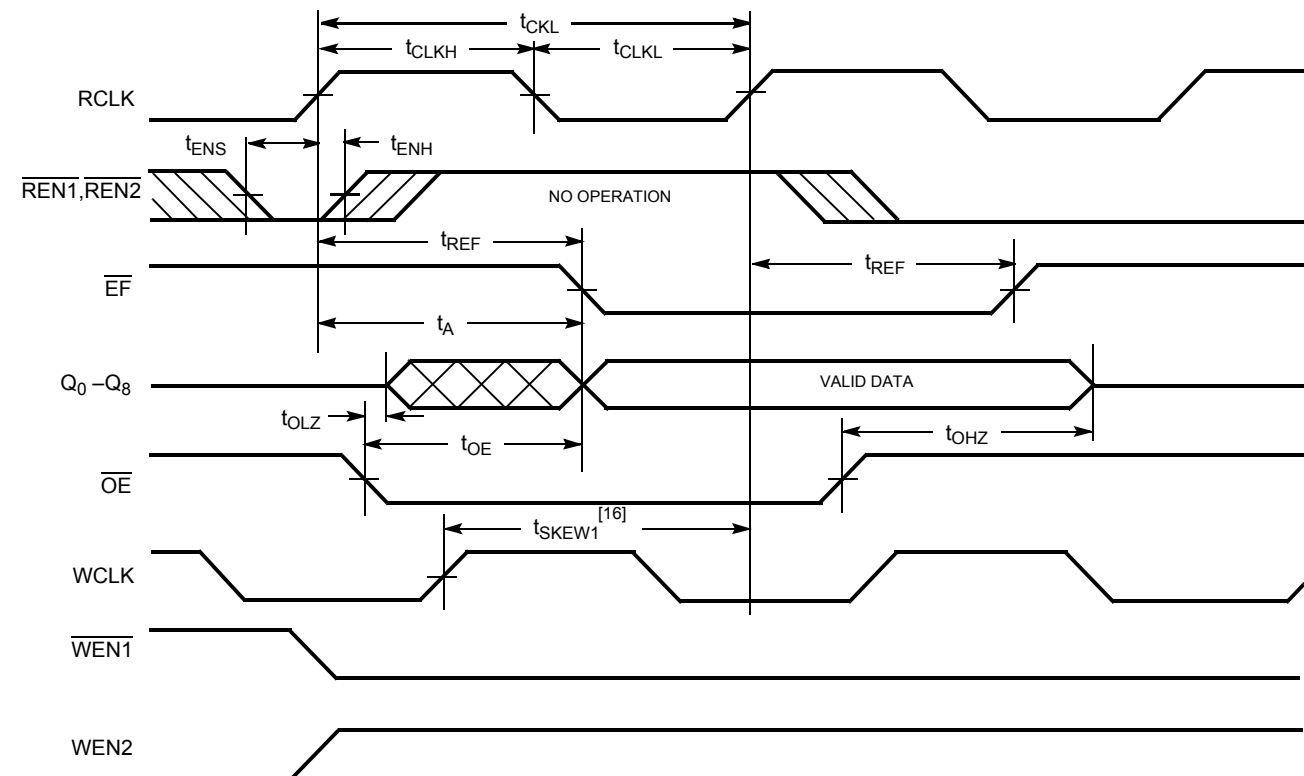 tCKL
tCLKH
tCLKL
RCLK
tENS
tENH
REN1,REN2
NO OPERATION
tREF
tREF
EF
tA
Q0 –Q8
VALID DATA
tOLZ
tOE
tOHZ
OE
tSKEW1[16]
WCLK
WEN1
WEN2